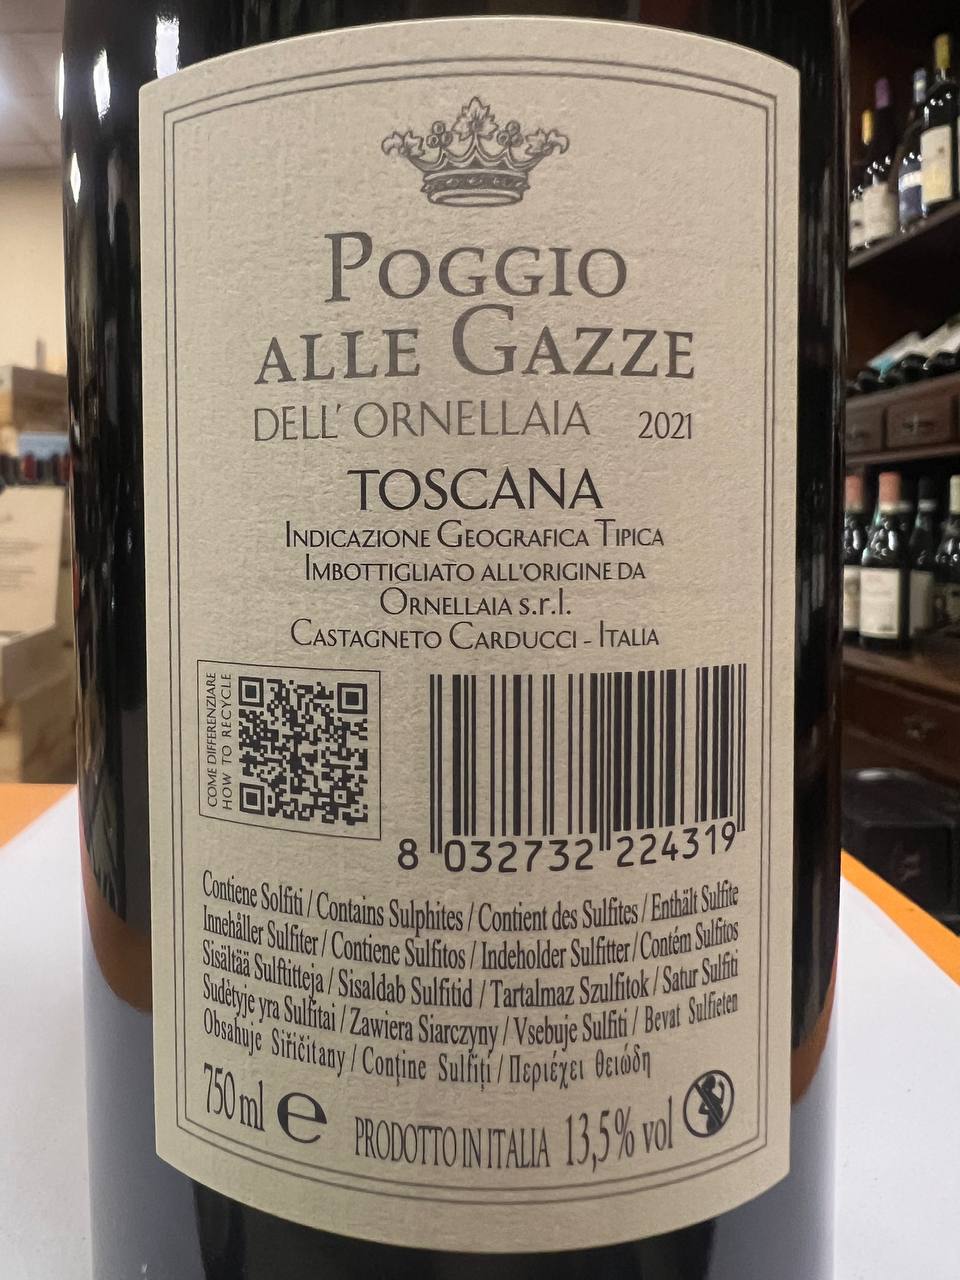 POGGIO
ALLE GAZZE
DELL' ORNELLAIA 2021
TOSCANA
INDICAZIONE GEOGRAFICA TIPICA
IMBOTTIGLIATO ALL'ORIGINE DA
ORNELLAIA s.r.l.
CASTAGNETO CARDUCCI - ITALIA
COME DIFFERENZIARE
HOW TO RECYCLE
8 032732 224319
Contiene Solfiti / Contains Sulphites / Contient des Sulfites / Enthält Sulfite
Innehåller Sulfiter / Contiene Sulfitos / Indeholder Sulfitter / Contém Sulfitos
Sisältää Sulfiitteja / Sisaldab Sulfitid / Tartalmaz Szulfitok / Satur Sulfiti
Sudėtyje yra Sulfitai / Zawiera Siarczyny / Vsebuje Sulfiti / Bevat Sulfieten
Obsahuje Siřičitany / Conține Sulfiți / Περιέχει θειώδη
750 ml e PRODOTTO IN ITALIA 13,5% vol